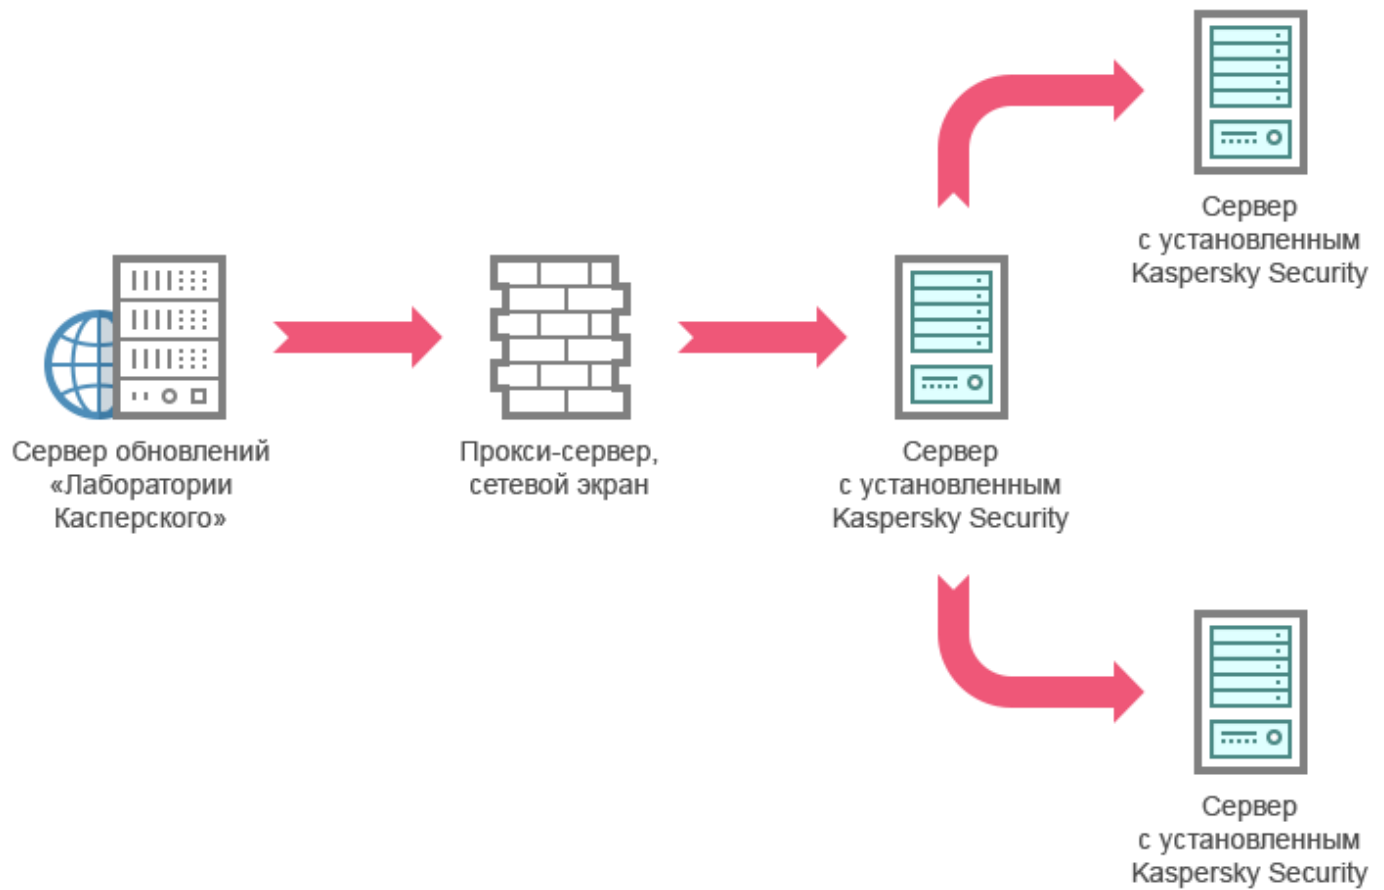 Сервер
с установленным
Kaspersky Security
Сервер обновлений
«Лаборатории
Касперского»
Прокси-сервер,
сетевой экран
Сервер
с установленным
Kaspersky Security
Сервер
с установленным
Kaspersky Security